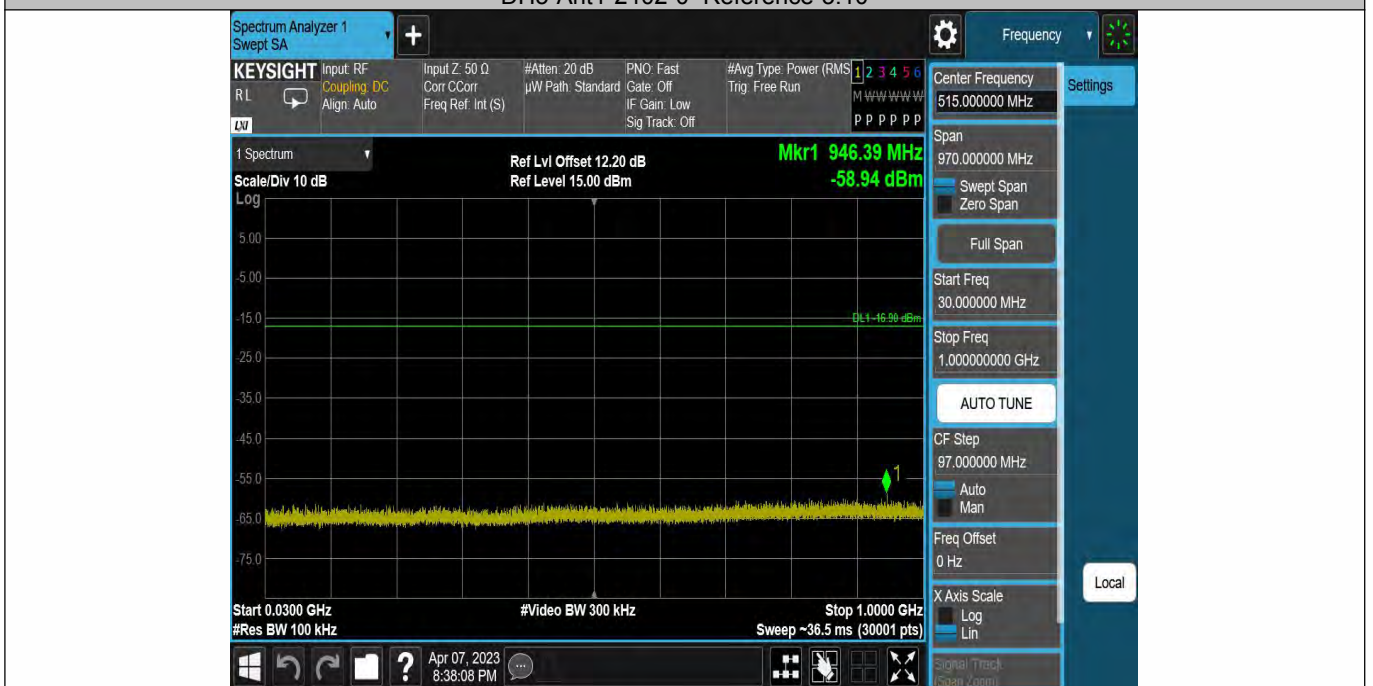 Spectrum Analyzer 1
Swept SA
+
Frequency
KEYSIGHT
RL
LXI
Input: RF
Coupling: DC
Align: Auto
Input Z: 50 Ω
Corr CCorr
Freq Ref: Int (S)
#Atten: 20 dB
µW Path: Standard
PNO: Fast
Gate: Off
IF Gain: Low
Sig Track: Off
#Avg Type: Power (RMS
Trig: Free Run
1 2 3 4 5 6
M W W W W W
P P P P P P
Center Frequency
515.000000 MHz
Settings
Span
970.000000 MHz
Swept Span
Zero Span
Full Span
Start Freq
30.000000 MHz
Stop Freq
1.000000000 GHz
AUTO TUNE
CF Step
97.000000 MHz
Auto
Man
Freq Offset
0 Hz
X Axis Scale
Log
Lin
Signal Track
(Span Zoom)
Local
1 Spectrum
Scale/Div 10 dB
Log
Ref Lvl Offset 12.20 dB
Ref Level 15.00 dBm
Mkr1 946.39 MHz
-58.94 dBm
5.00
-5.00
-15.0
DL1 -16.90 dBm
-25.0
-35.0
-45.0
-55.0
1
-65.0
-75.0
Start 0.0300 GHz
#Video BW 300 kHz
Stop 1.0000 GHz
#Res BW 100 kHz
Sweep ~36.5 ms (30001 pts)
?
Apr 07, 2023
8:38:08 PM